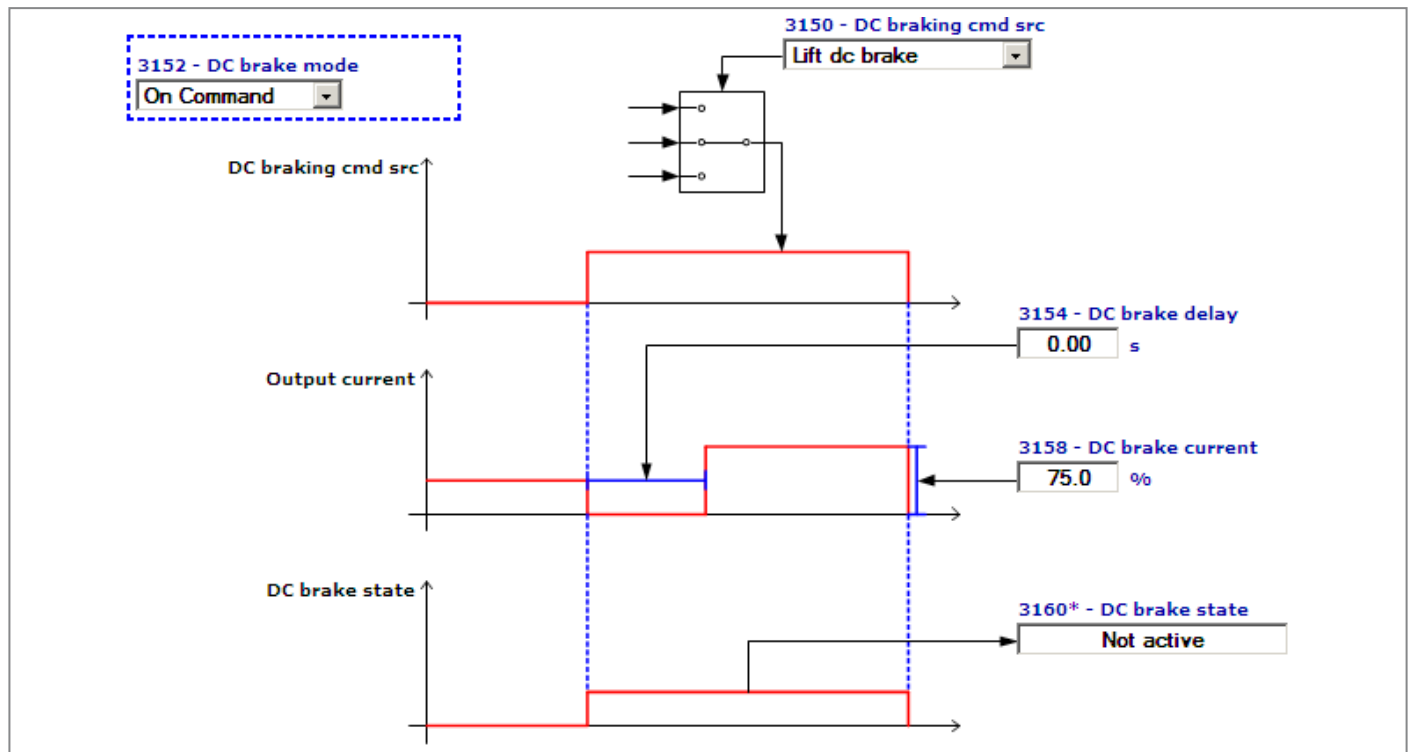 3150 - DC braking cmd src
Lift dc brake
3152 - DC brake mode
On Command
DC braking cmd src
3154 - DC brake delay
0.00 s
Output current
3158 - DC brake current
75.0 %
DC brake state
3160* - DC brake state
Not active